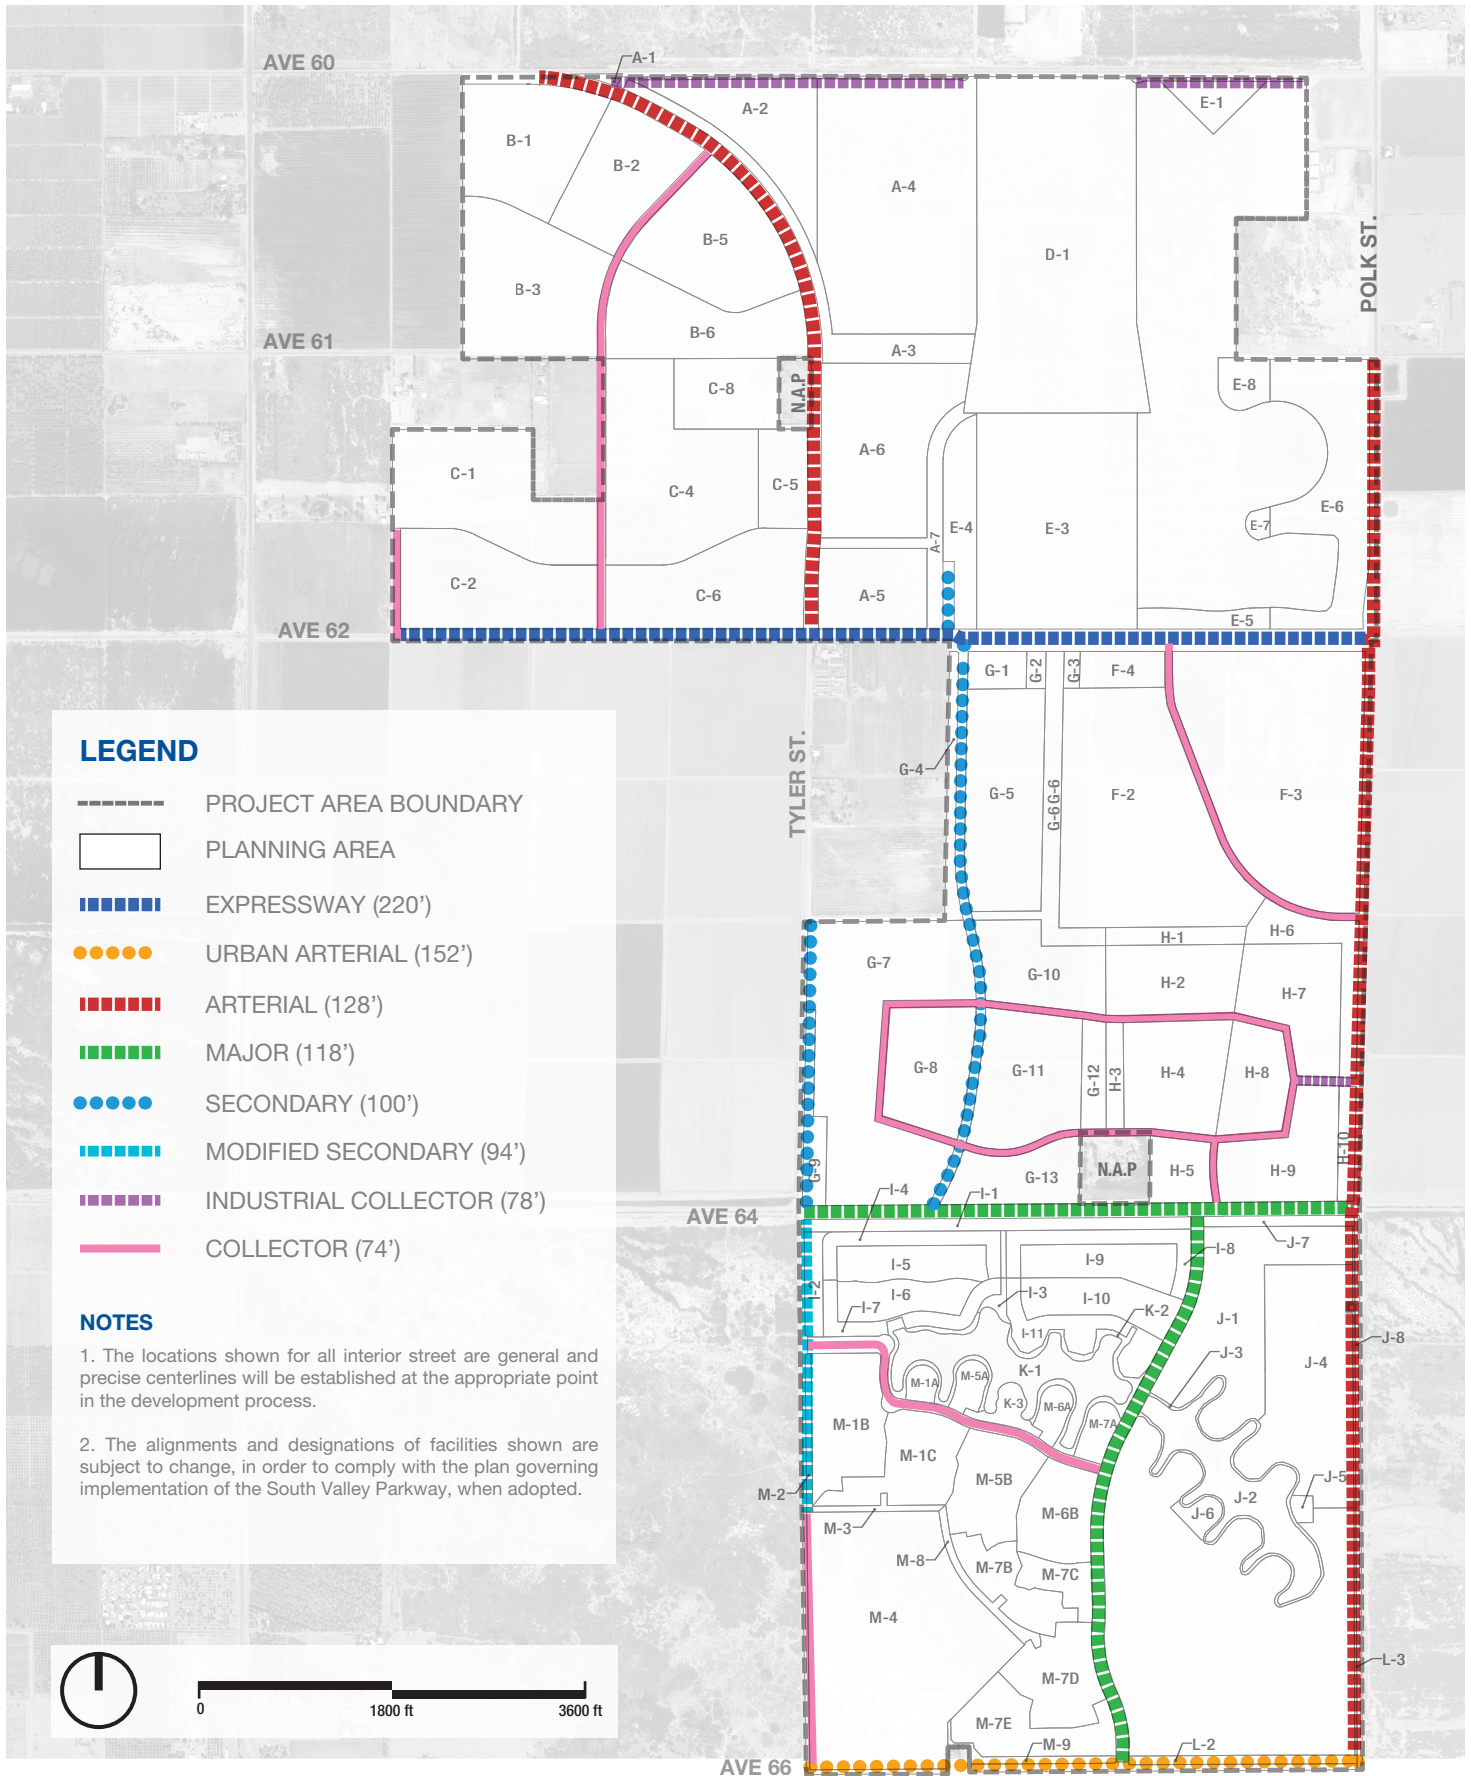 AVE 60
A-1
A-2
E-1
B-1
B-2
A-4
B-5
D-1
POLK ST.
B-3
B-6
AVE 61
A-3
C-8
N.A.P
E-8
A-6
C-1
C-4
C-5
E-6
E-7
E-4
E-3
A-7
C-2
C-6
A-5
E-5
AVE 62
G-1
G-2
G-3
F-4
TYLER ST.
G-4
G-5
G-6
G-6
F-2
F-3
LEGEND
PROJECT AREA BOUNDARY
PLANNING AREA
EXPRESSWAY (220’)
URBAN ARTERIAL (152’)
ARTERIAL (128’)
MAJOR (118’)
SECONDARY (100’)
MODIFIED SECONDARY (94’)
INDUSTRIAL COLLECTOR (78’)
COLLECTOR (74’)
NOTES
1. The locations shown for all interior street are general and
precise centerlines will be established at the appropriate point
in the development process.
2. The alignments and designations of facilities shown are
subject to change, in order to comply with the plan governing
implementation of the South Valley Parkway, when adopted.
0
1800 ft
3600 ft
H-1
H-6
G-7
G-10
H-2
H-7
G-8
G-11
G-12
H-3
H-4
H-8
G-9
G-13
N.A.P
H-5
H-9
H-10
AVE 64
I-4
I-1
J-7
I-8
I-5
I-9
I-2
I-6
I-3
I-10
I-7
K-2
J-1
I-11
J-8
J-3
J-4
K-1
M-1A
M-5A
K-3
M-6A
M-7A
M-1B
M-1C
M-5B
J-5
M-2
J-2
J-6
M-6B
M-3
M-8
M-7B
M-7C
M-4
L-3
M-7D
M-7E
M-9
L-2
AVE 66